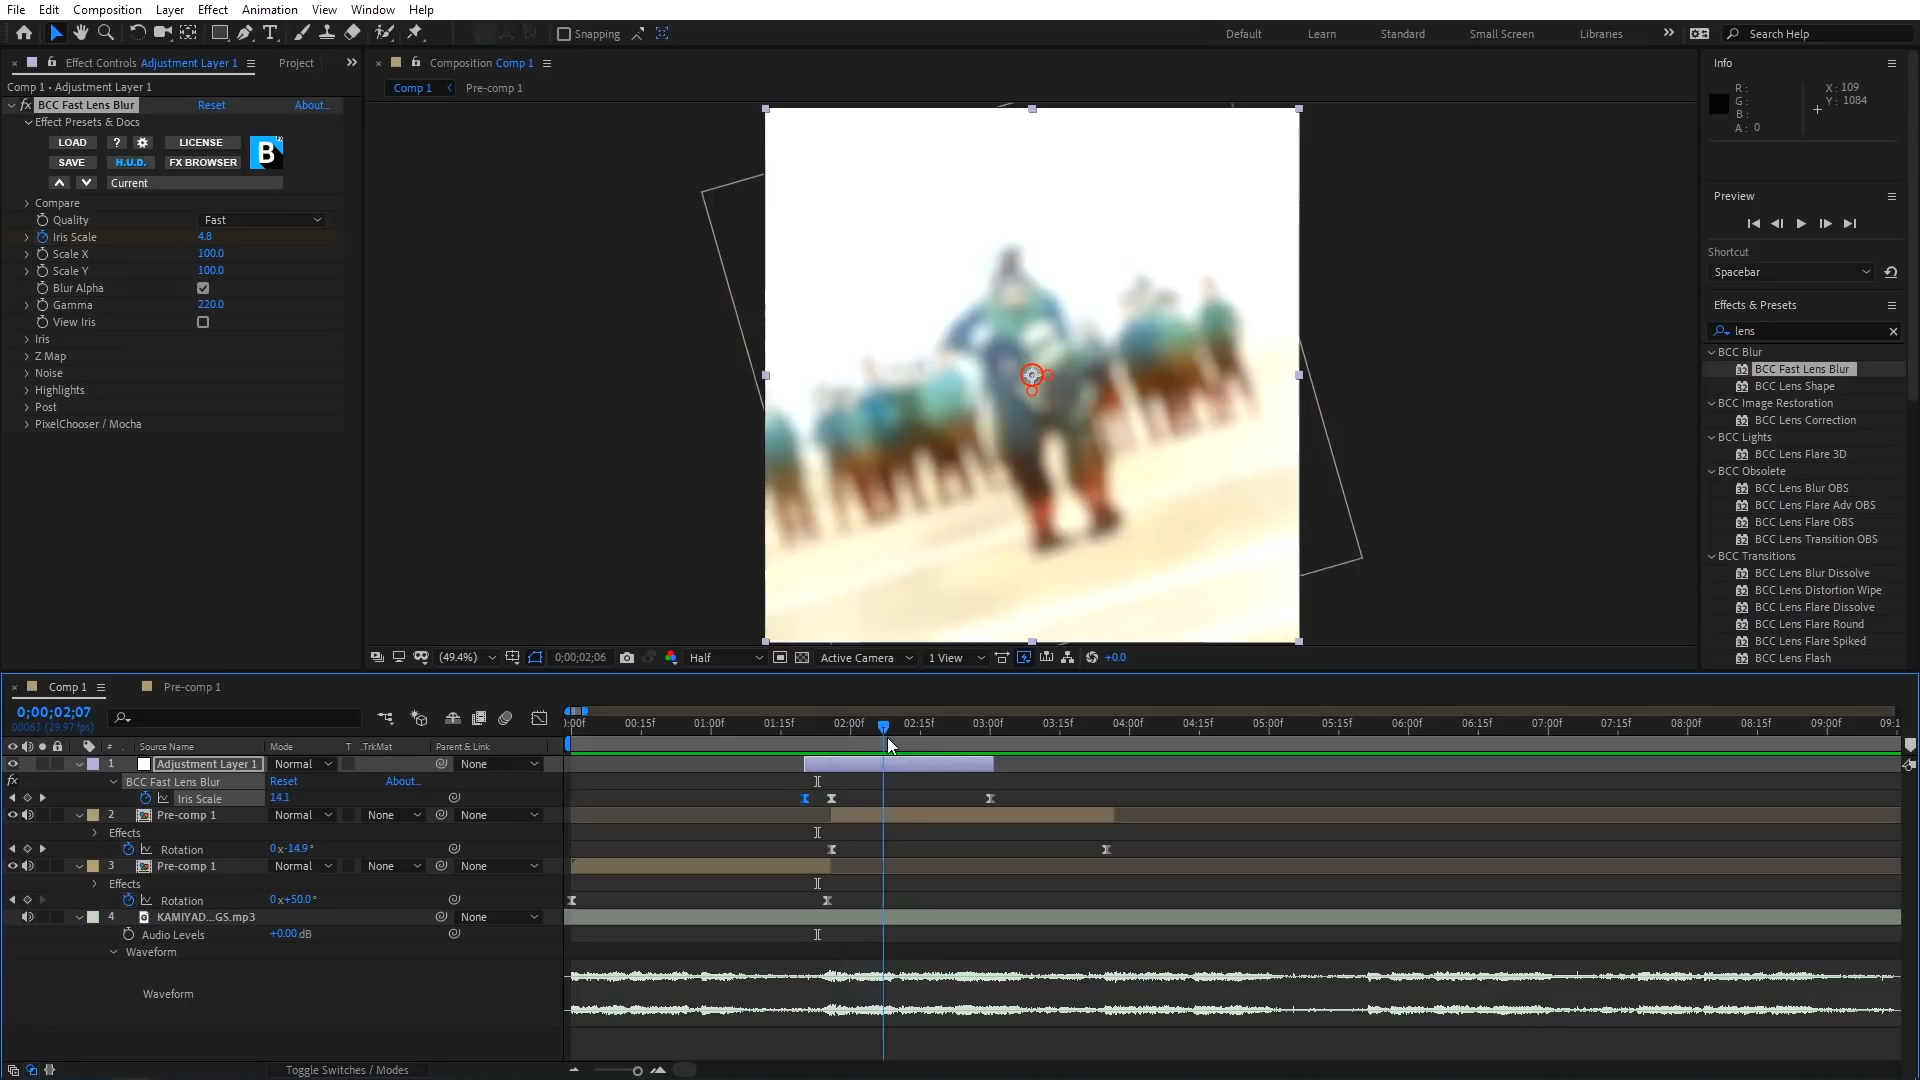 File Edit Composition Layer Effect Animation View Window Help
Snapping Default Learn Standard Small Screen Libraries Search Help
Effect Controls Adjustment Layer 1 Project
Comp 1 • Adjustment Layer 1
fx BCC Fast Lens Blur Reset About...
Effect Presets & Docs
LOAD ? LICENSE
SAVE H.U.D. FX BROWSER B
Current
Compare
Quality Fast
Iris Scale 4.8
Scale X 100.0
Scale Y 100.0
Blur Alpha
Gamma 220.0
View Iris
Iris
Z Map
Noise
Highlights
Post
PixelChooser / Mocha
Composition Comp 1
Comp 1 Pre-comp 1
(49.4%) 0;00;02;06 Half Active Camera 1 View +0.0
Info
R : X : 109
G : Y : 1084
B :
A : 0
Preview
Shortcut
Spacebar
Effects & Presets
lens
BCC Blur
BCC Fast Lens Blur
BCC Lens Shape
BCC Image Restoration
BCC Lens Correction
BCC Lights
BCC Lens Flare 3D
BCC Obsolete
BCC Lens Blur OBS
BCC Lens Flare Adv OBS
BCC Lens Flare OBS
BCC Lens Transition OBS
BCC Transitions
BCC Lens Blur Dissolve
BCC Lens Distortion Wipe
BCC Lens Flare Dissolve
BCC Lens Flare Round
BCC Lens Flare Spiked
BCC Lens Flash
Comp 1 Pre-comp 1
0;00;02;07
00063 (29.97 fps)
:00f 00:15f 01:00f 01:15f 02:00f 02:15f 03:00f 03:15f 04:00f 04:15f 05:00f 05:15f 06:00f 06:15f 07:00f 07:15f 08:00f 08:15f 09:00f 09:1
# . Source Name Mode T .TrkMat Parent & Link
1 Adjustment Layer 1 Normal None
fx BCC Fast Lens Blur Reset About...
Iris Scale 14.1
2 Pre-comp 1 Normal None None
Effects
Rotation 0x-14.9°
3 Pre-comp 1 Normal None None
Effects
Rotation 0x+50.0°
4 KAMIYAD...GS.mp3 None
Audio Levels +0.00 dB
Waveform
Waveform
Toggle Switches / Modes